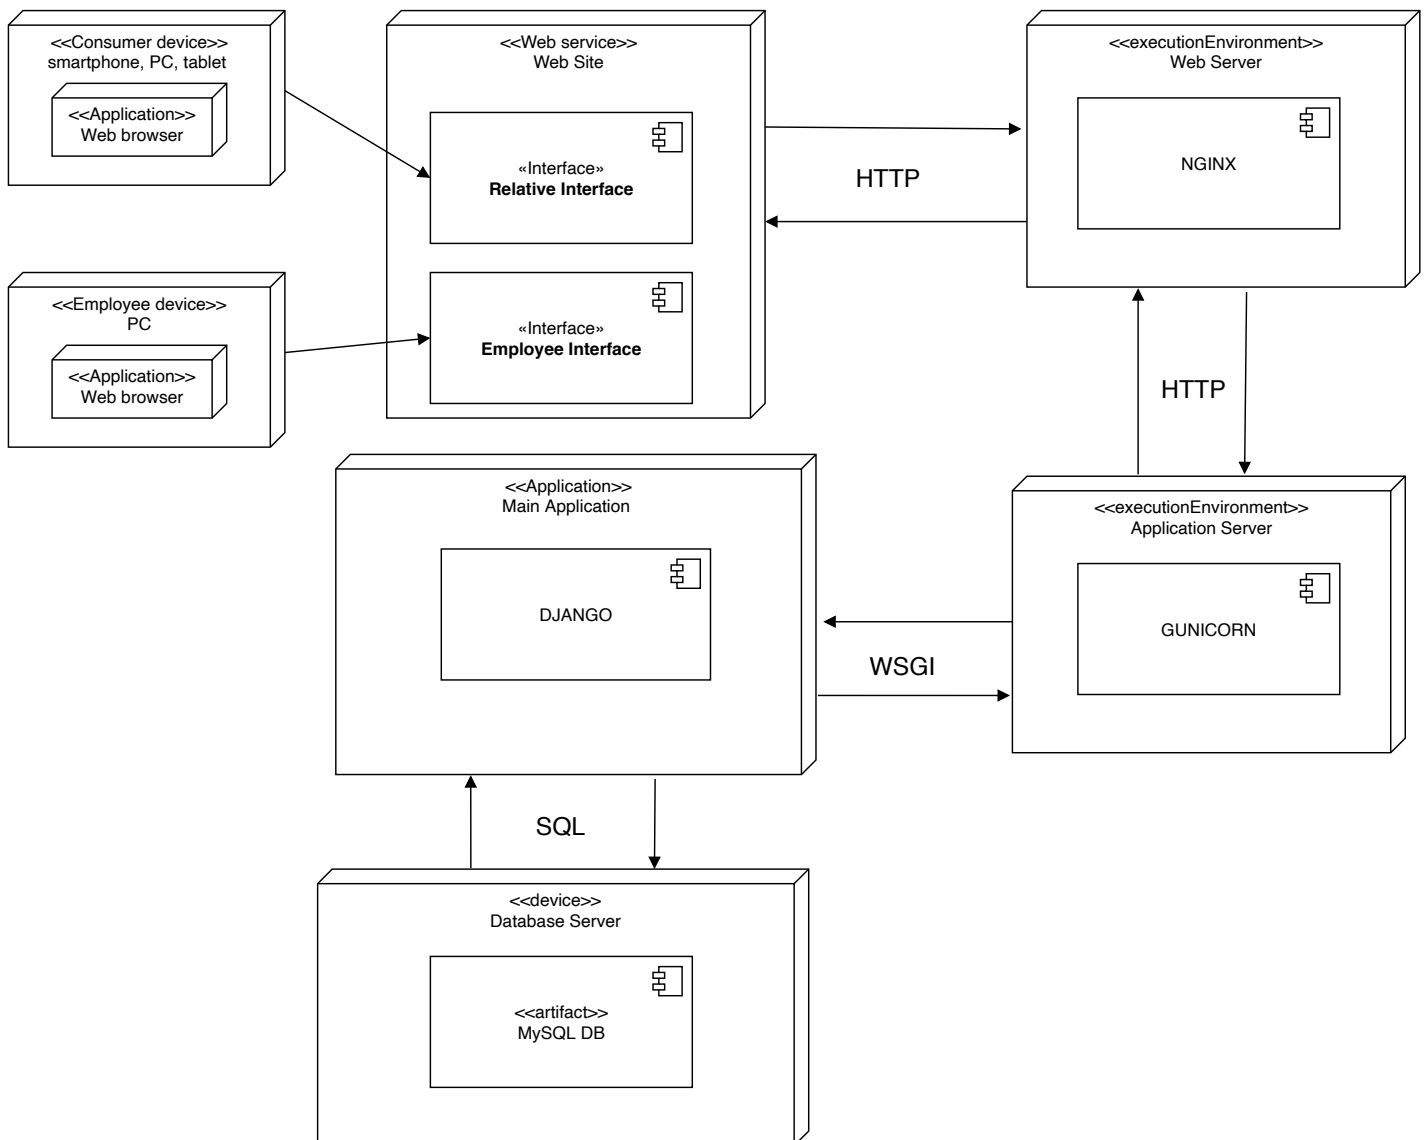 <<Consumer device>>
smartphone, PC, tablet
<<Application>>
Web browser
<<Web service>>
Web Site
«Interface»
Relative Interface
«Interface»
Employee Interface
<<executionEnvironment>>
Web Server
NGINX
HTTP
<<Employee device>>
PC
<<Application>>
Web browser
HTTP
<<Application>>
Main Application
DJANGO
<<executionEnvironment>>
Application Server
GUNICORN
WSGI
SQL
<<device>>
Database Server
<<artifact>>
MySQL DB